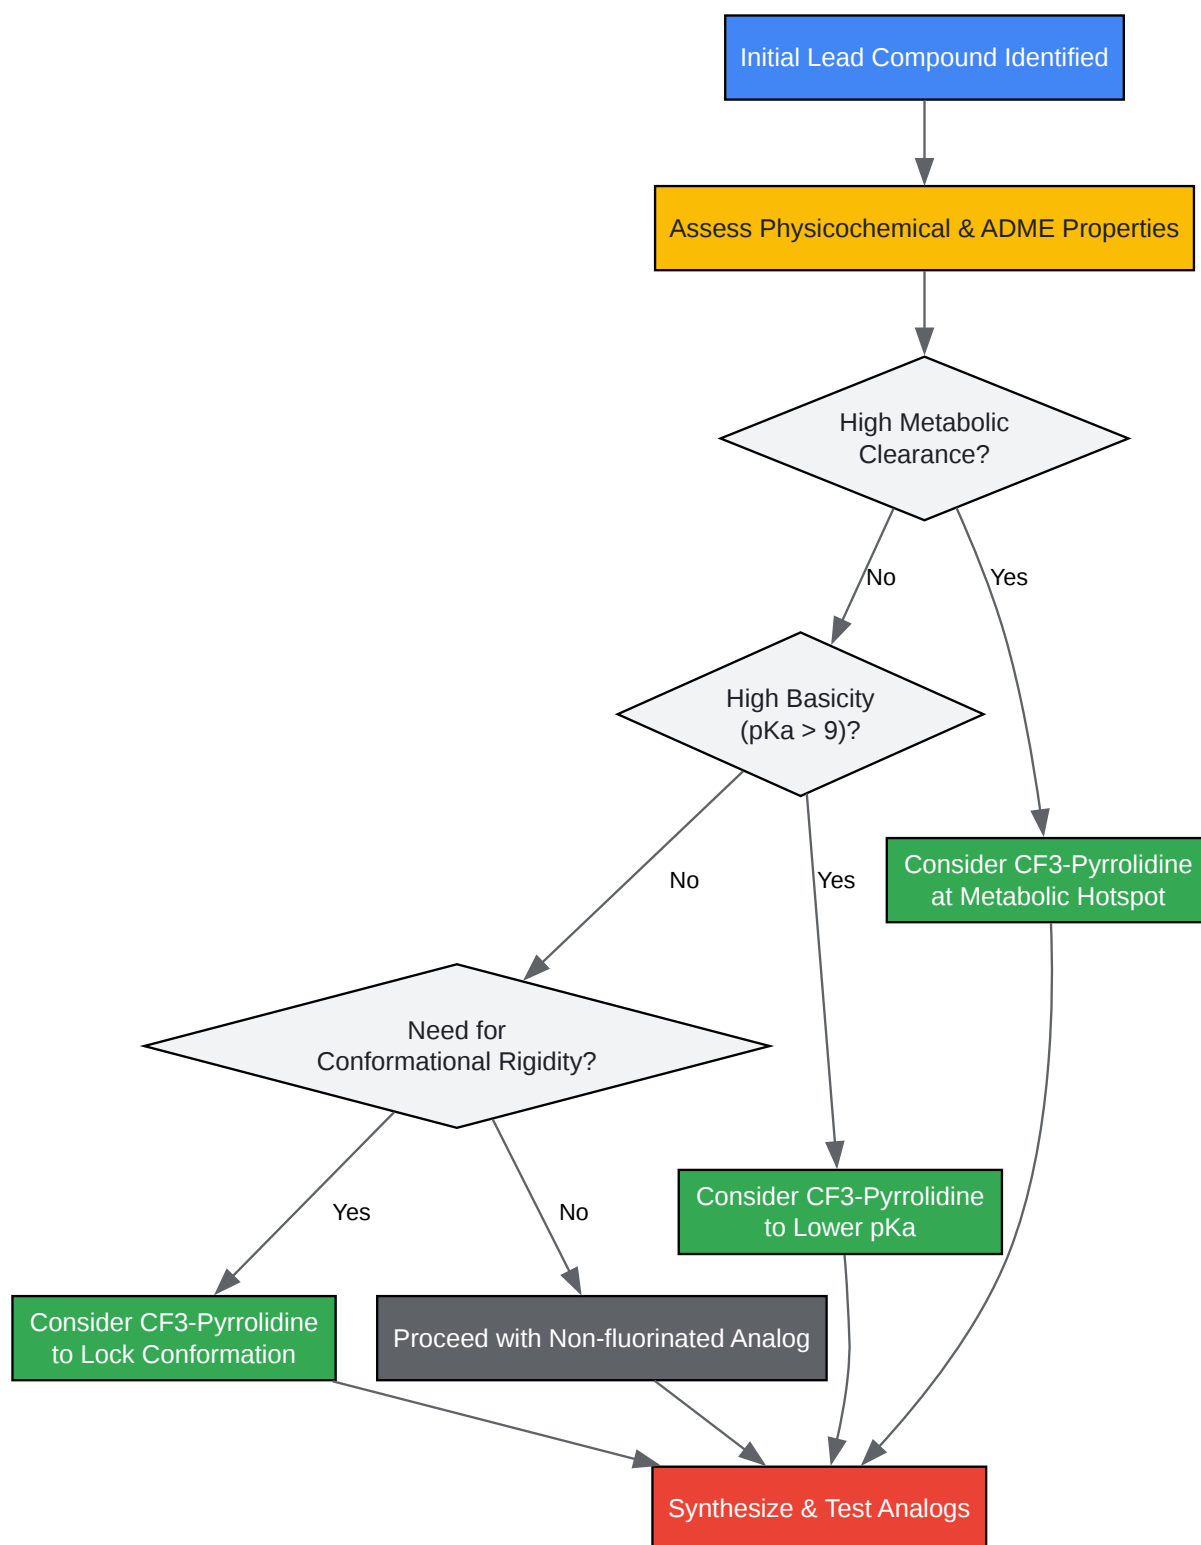 Initial Lead Compound Identified
Assess Physicochemical & ADME Properties
High Metabolic
Clearance?
No
Yes
High Basicity
(pKa > 9)?
Consider CF3-Pyrrolidine
at Metabolic Hotspot
No
Yes
Need for
Conformational Rigidity?
Consider CF3-Pyrrolidine
to Lower pKa
Yes
No
Consider CF3-Pyrrolidine
to Lock Conformation
Proceed with Non-fluorinated Analog
Synthesize & Test Analogs